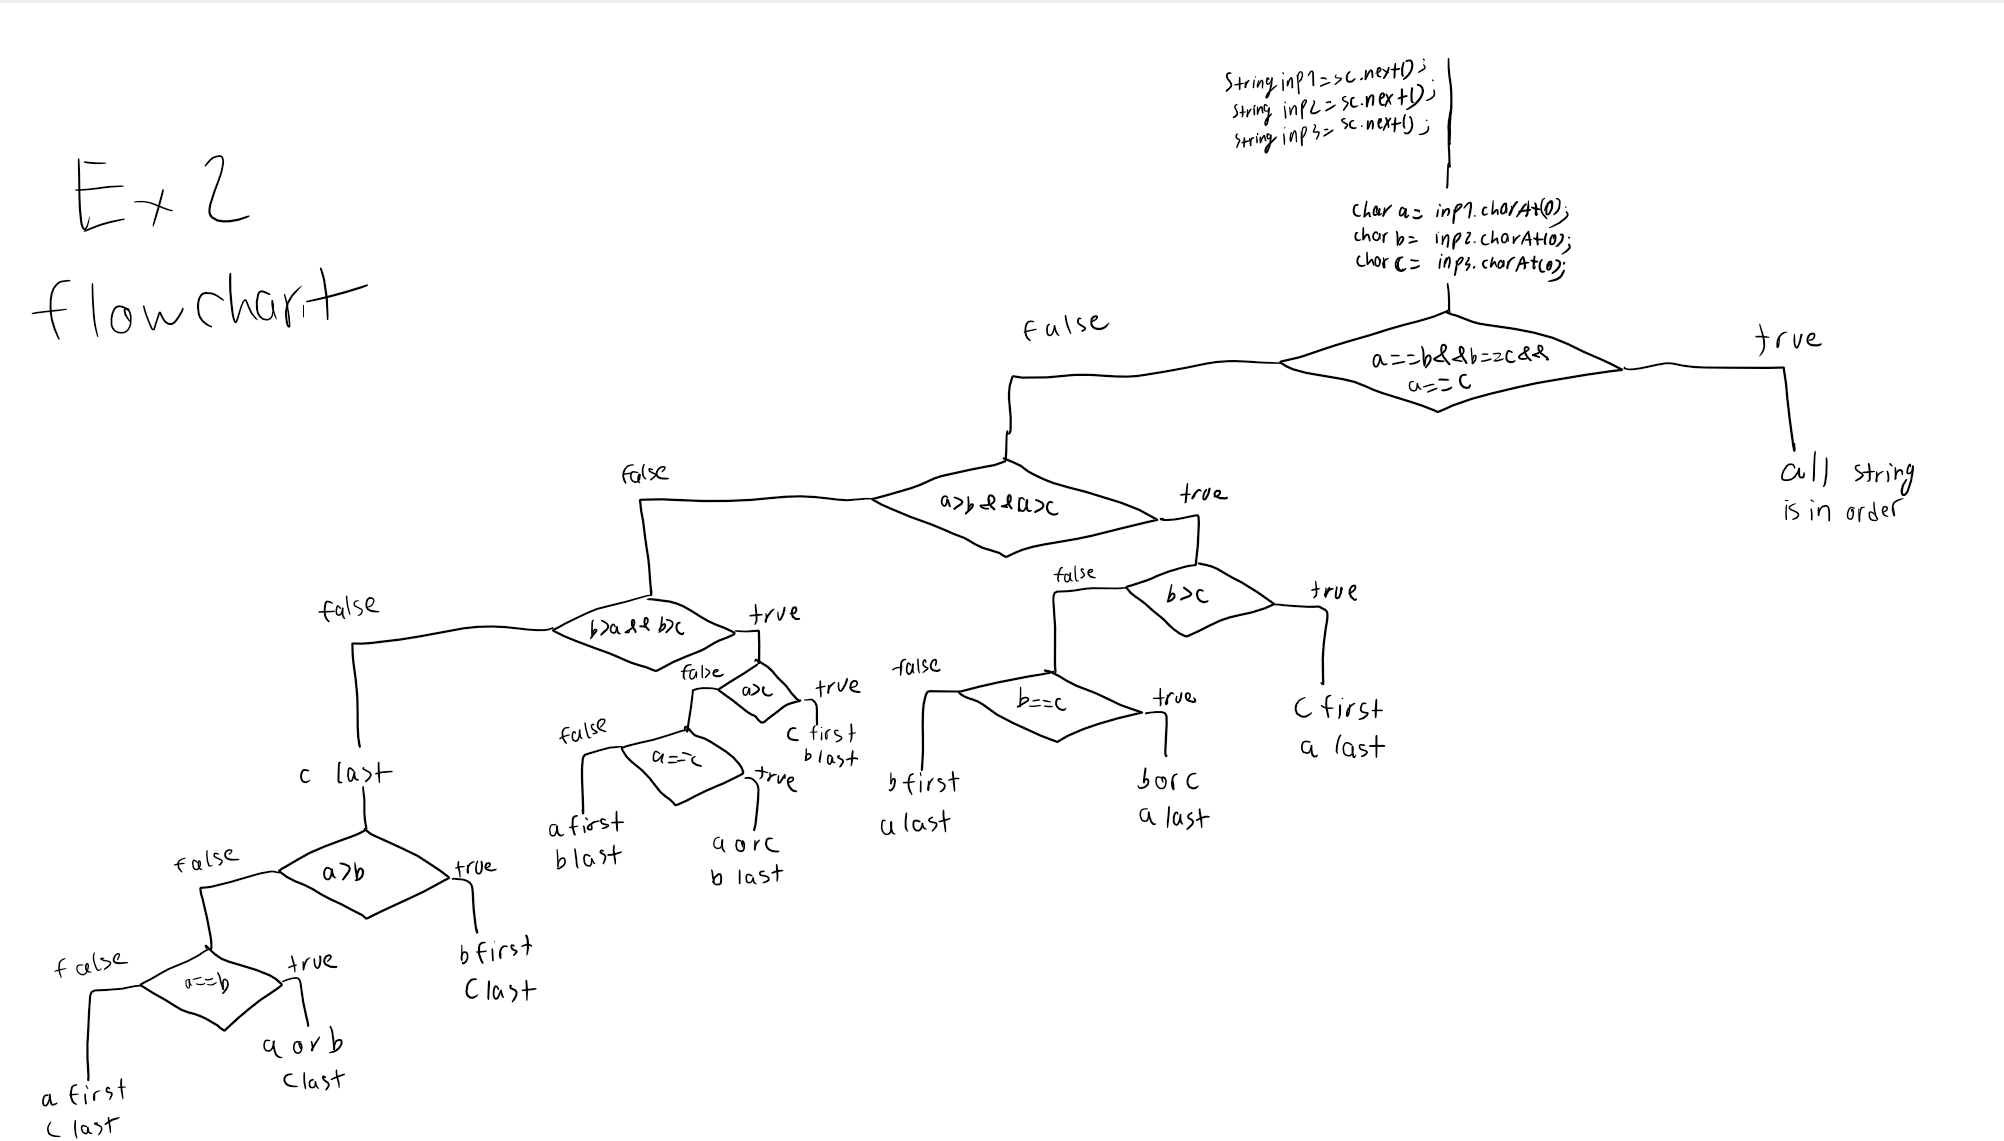 String inp1=sc.next();
String inp2=sc.next();
String inp3=sc.next();
Ex 2
flowchart
char a= inp1.charAt(0);
char b= inp2.charAt(0);
char c= inp3.charAt(0);
false
true
a==b&&b==c&&
a==c
all string
is in order
false
a>b&&a>c
true
false
b>a&&b>c
true
false
b>c
true
false
a>c
true
false
b==c
true
c first
a last
false
a==c
true
c first
b last
c last
b first
a last
b or c
a last
a first
b last
a or c
b last
false
a>b
true
b first
c last
false
a==b
true
a or b
c last
a first
c last